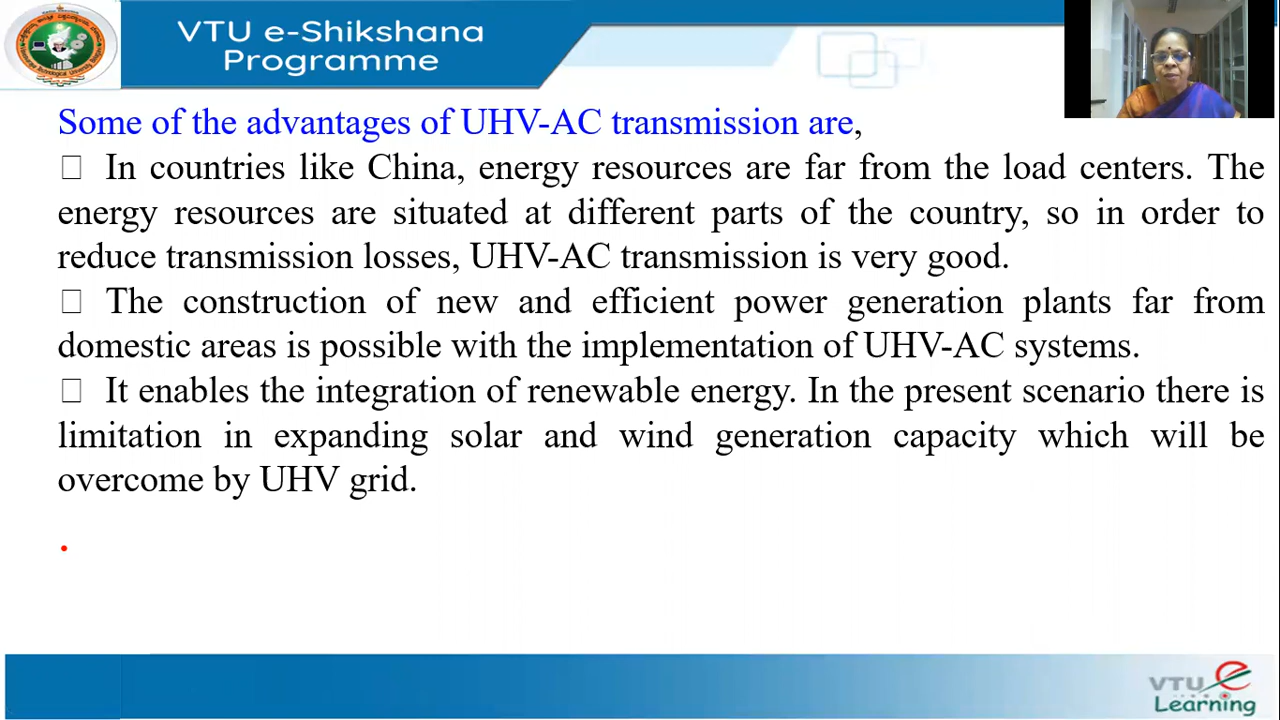 VTU e-Shikshana
Programme
Some of the advantages of UHV-AC transmission are,
□ In countries like China, energy resources are far from the load centers. The
energy resources are situated at different parts of the country, so in order to
reduce transmission losses, UHV-AC transmission is very good.
□ The construction of new and efficient power generation plants far from
domestic areas is possible with the implementation of UHV-AC systems.
□ It enables the integration of renewable energy. In the present scenario there is
limitation in expanding solar and wind generation capacity which will be
overcome by UHV grid.
.
VTU e
Learning